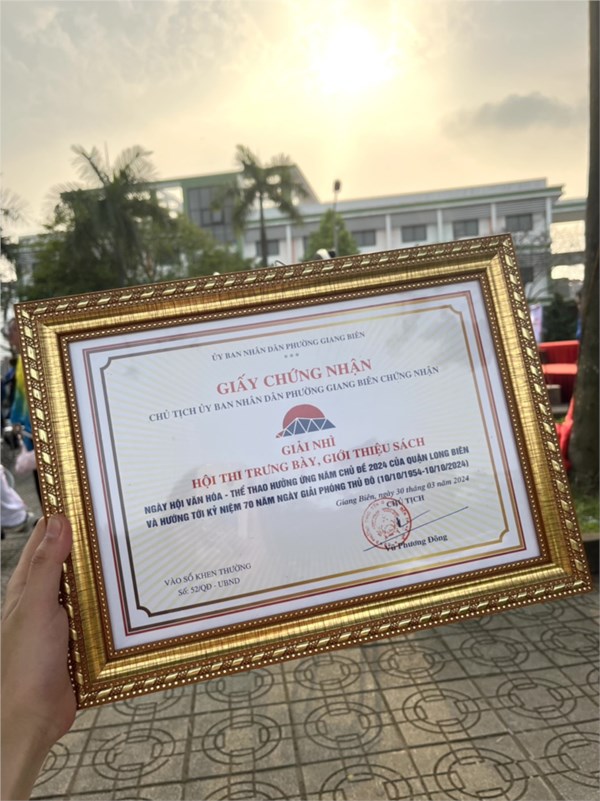 ỦY BAN NHÂN DÂN PHƯỜNG GIANG BIÊN
***
GIẤY CHỨNG NHẬN
CHỦ TỊCH ỦY BAN NHÂN DÂN PHƯỜNG GIANG BIÊN CHỨNG NHẬN
GIẢI NHÌ
HỘI THI TRƯNG BÀY, GIỚI THIỆU SÁCH
NGÀY HỘI VĂN HÓA - THỂ THAO HƯỞNG ỨNG NĂM CHỦ ĐỀ 2024 CỦA QUẬN LONG BIÊN
VÀ HƯỚNG TỚI KỶ NIỆM 70 NĂM NGÀY GIẢI PHÓNG THỦ ĐÔ (10/10/1954-10/10/2024)
Giang Biên, ngày 30 tháng 03 năm 2024
CHỦ TỊCH
Vũ Phương Đông
VÀO SỔ KHEN THƯỞNG
Số: 52/QĐ - UBND